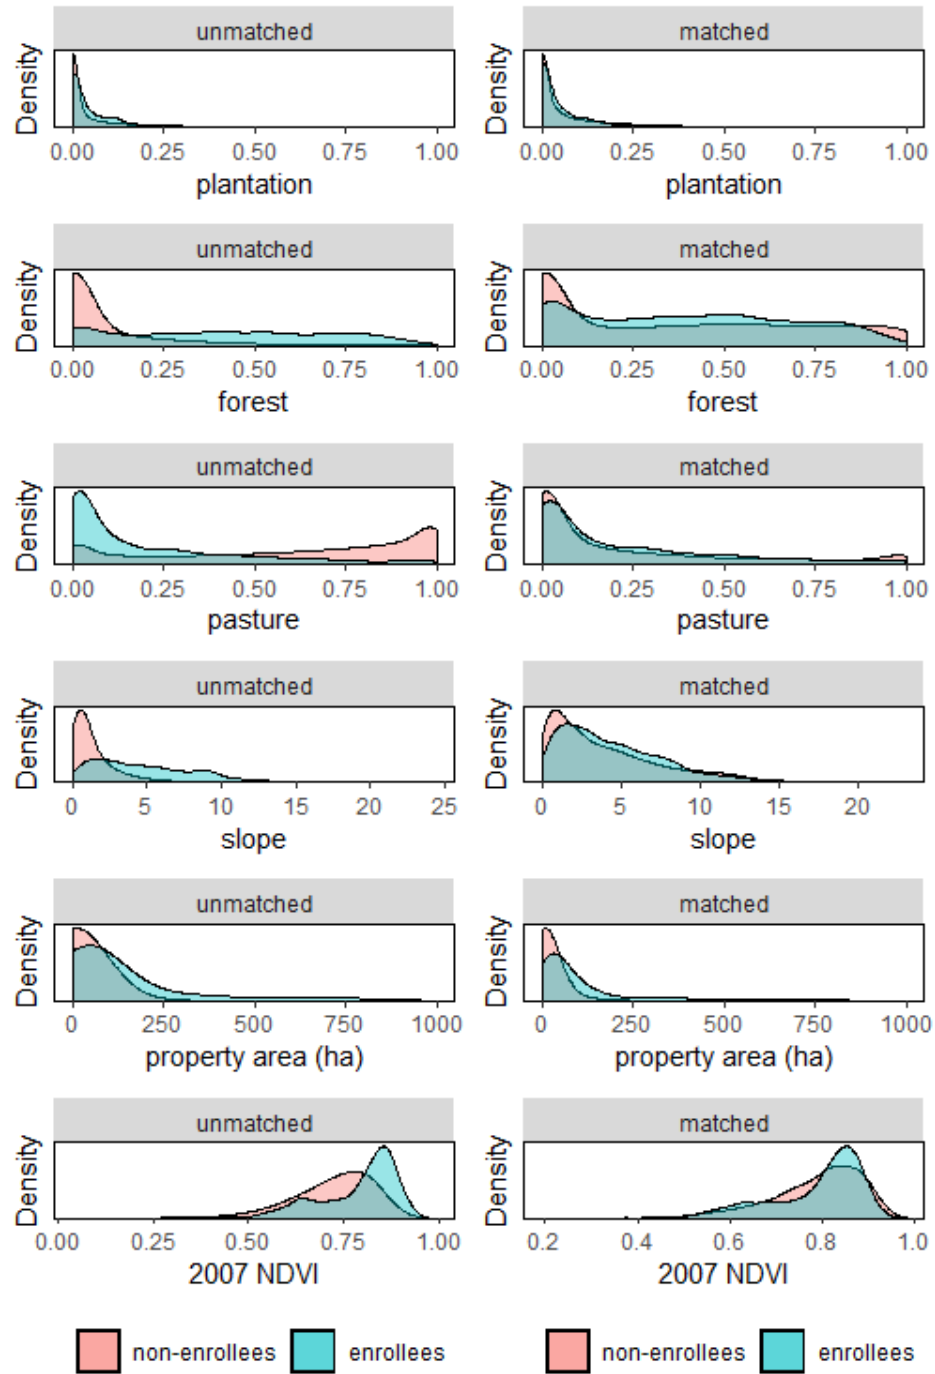 unmatched matched
Density Density
0.00 0.25 0.50 0.75 1.00 0.00 0.25 0.50 0.75 1.00
plantation plantation
unmatched matched
Density Density
0.00 0.25 0.50 0.75 1.00 0.00 0.25 0.50 0.75 1.00
forest forest
unmatched matched
Density Density
0.00 0.25 0.50 0.75 1.00 0.00 0.25 0.50 0.75 1.00
pasture pasture
unmatched matched
Density Density
0 5 10 15 20 25 0 5 10 15 20
slope slope
unmatched matched
Density Density
0 250 500 750 1000 0 250 500 750 1000
property area (ha) property area (ha)
unmatched matched
Density Density
0.00 0.25 0.50 0.75 1.00 0.2 0.4 0.6 0.8 1.0
2007 NDVI 2007 NDVI
non-enrollees enrollees non-enrollees enrollees